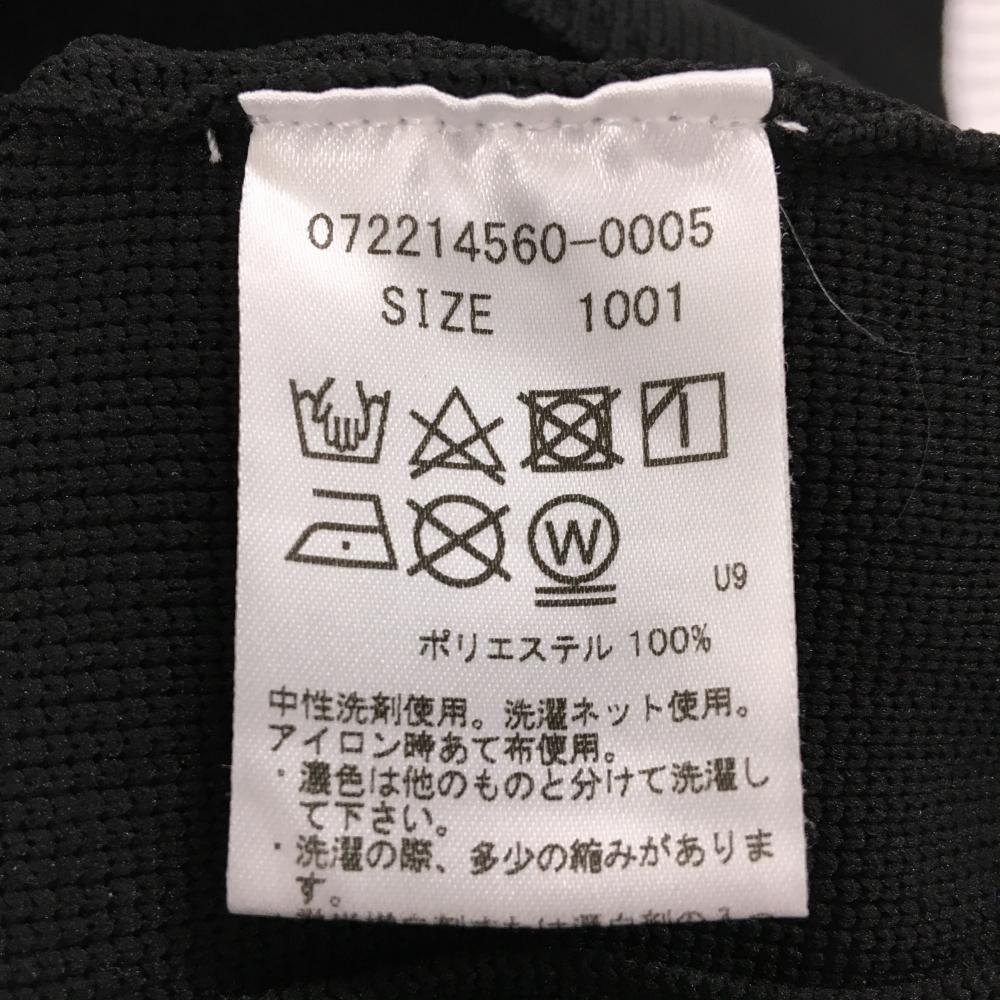 072214560-0005
SIZE 1001
W
U9
ポリエステル 100%
中性洗剤使用。洗濯ネット使用。
アイロン時あて布使用。
・濃色は他のものと分けて洗濯し
て下さい。
・洗濯の際、多少の縮みがありま
す。